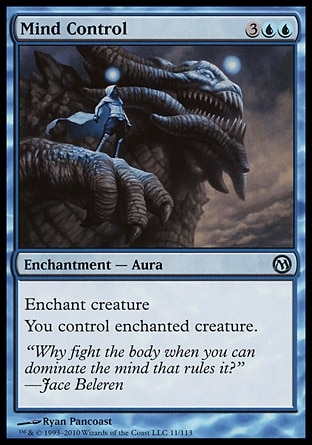 Mind Control 3
Enchantment — Aura
Enchant creature
You control enchanted creature.
“Why fight the body when you can
dominate the mind that rules it?”
—Jace Beleren
Ryan Pancoast
™ & © 1993–2010 Wizards of the Coast LLC 11/113